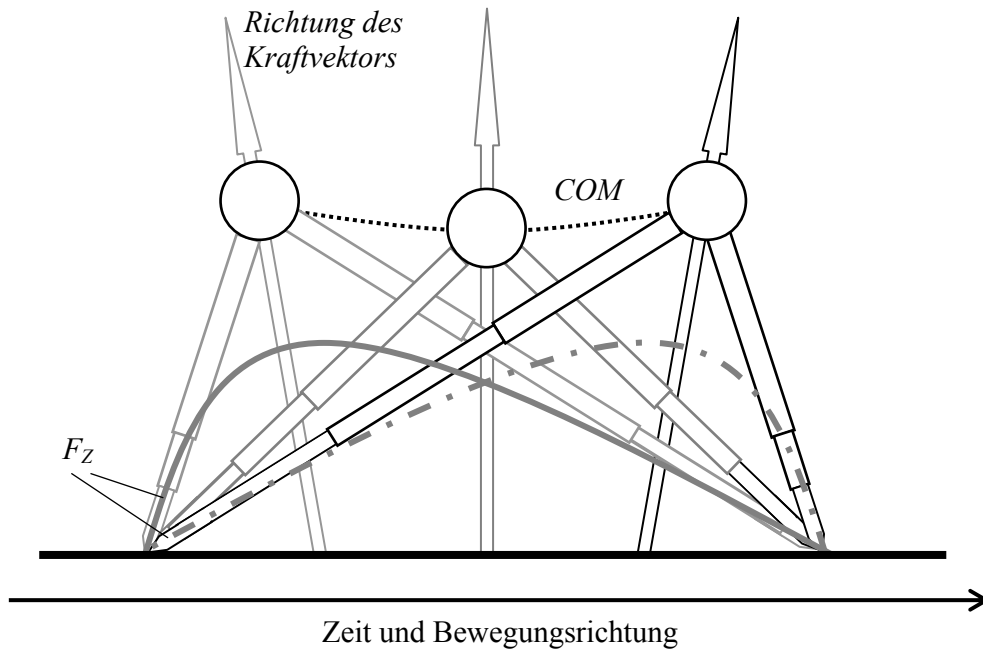 Richtung des
Kraftvektors
COM
F_Z
Zeit und Bewegungsrichtung